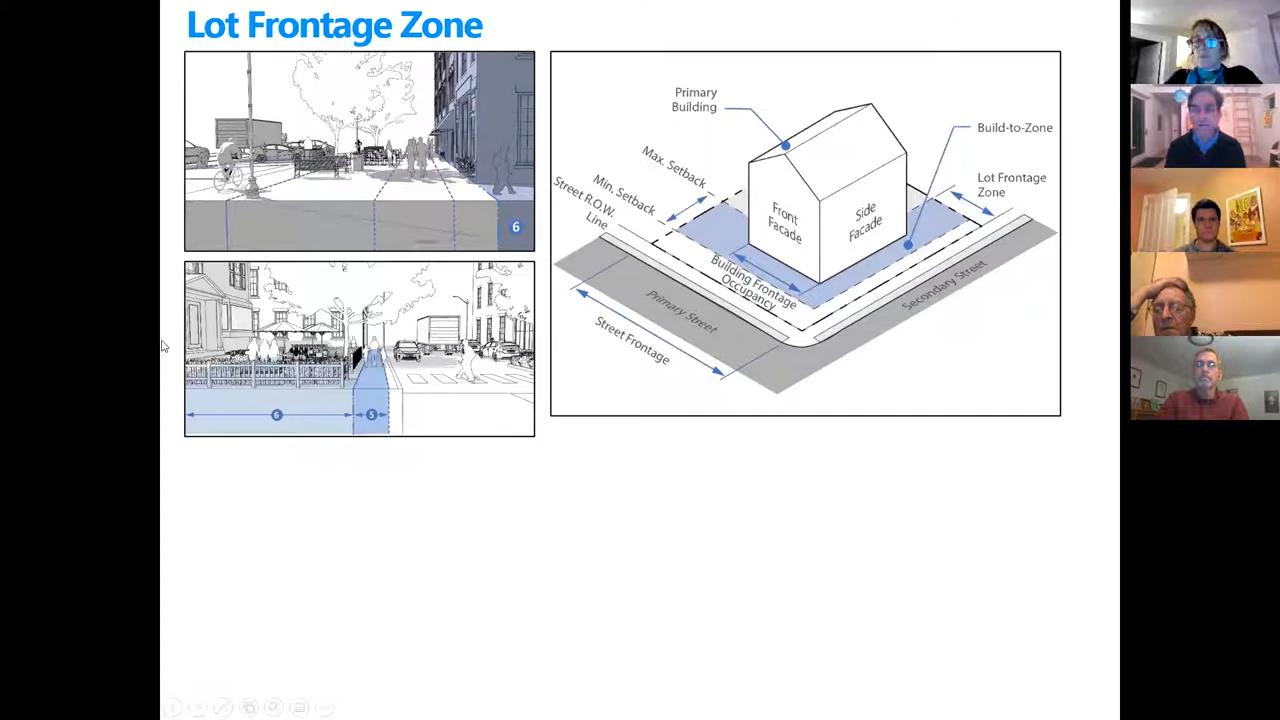 Lot Frontage Zone
6
6
5
Primary
Building
Build-to-Zone
Max. Setback
Lot Frontage
Zone
Min. Setback
Street R.O.W.
Line
Front
Facade
Side
Facade
Building Frontage
Occupancy
Primary Street
Secondary Street
Street Frontage